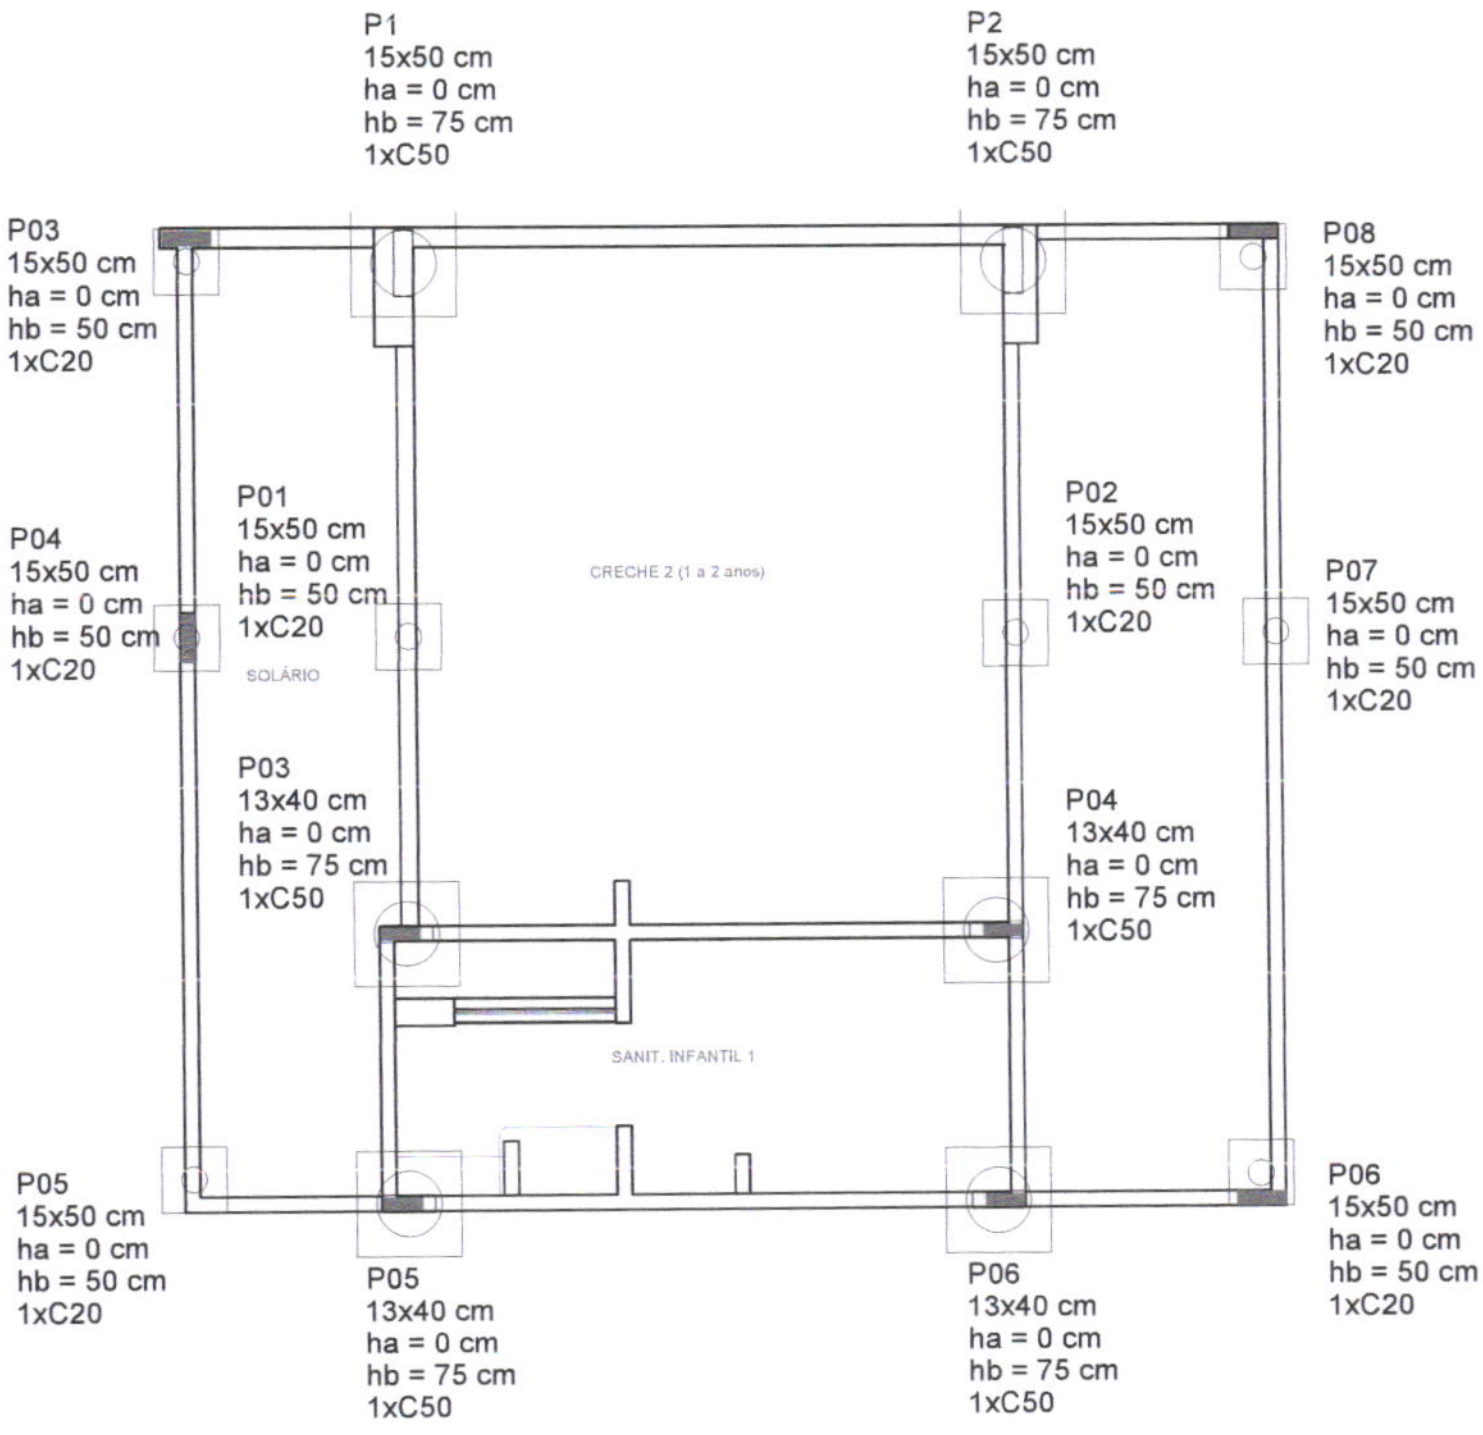 P1
15x50 cm
ha = 0 cm
hb = 75 cm
1xC50
P2
15x50 cm
ha = 0 cm
hb = 75 cm
1xC50
P03
15x50 cm
ha = 0 cm
hb = 50 cm
1xC20
P08
15x50 cm
ha = 0 cm
hb = 50 cm
1xC20
P04
15x50 cm
ha = 0 cm
hb = 50 cm
1xC20
P01
15x50 cm
ha = 0 cm
hb = 50 cm
1xC20
SOLÁRIO
CRECHE 2 (1 a 2 anos)
P02
15x50 cm
ha = 0 cm
hb = 50 cm
1xC20
P07
15x50 cm
ha = 0 cm
hb = 50 cm
1xC20
P03
13x40 cm
ha = 0 cm
hb = 75 cm
1xC50
P04
13x40 cm
ha = 0 cm
hb = 75 cm
1xC50
SANIT. INFANTIL 1
P05
15x50 cm
ha = 0 cm
hb = 50 cm
1xC20
P05
13x40 cm
ha = 0 cm
hb = 75 cm
1xC50
P06
13x40 cm
ha = 0 cm
hb = 75 cm
1xC50
P06
15x50 cm
ha = 0 cm
hb = 50 cm
1xC20